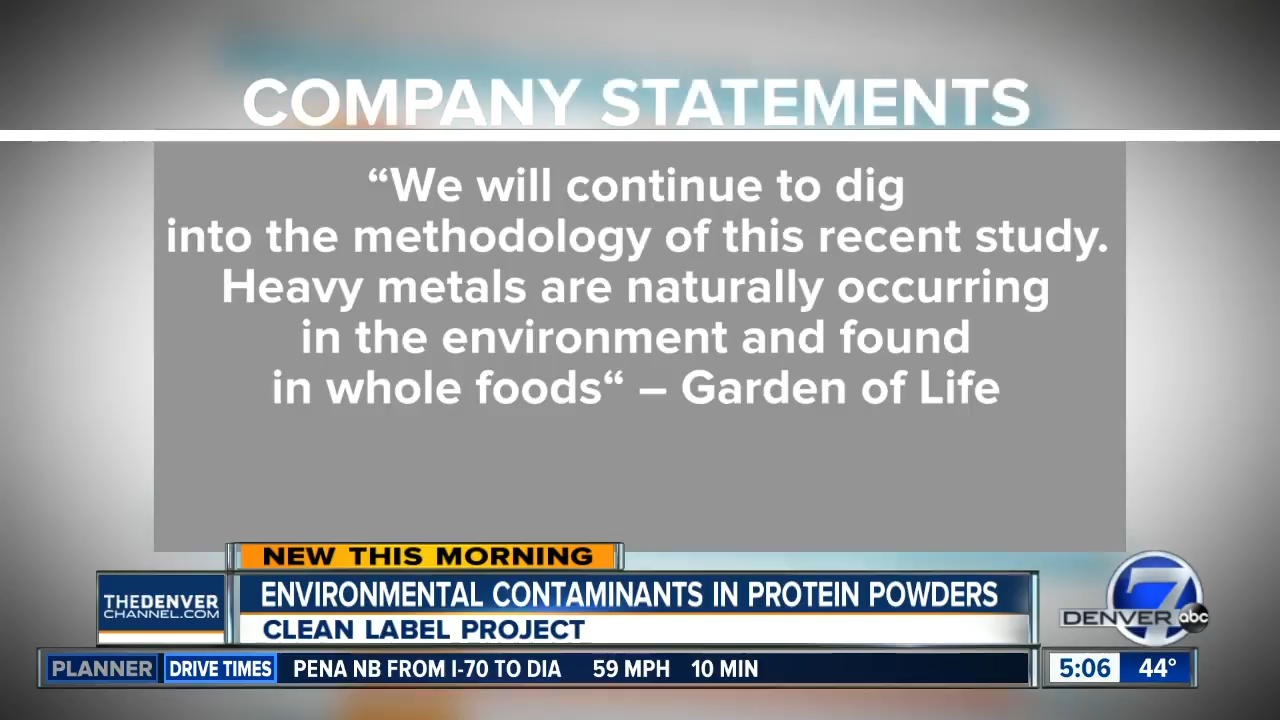 COMPANY STATEMENTS
“We will continue to dig
into the methodology of this recent study.
Heavy metals are naturally occurring
in the environment and found
in whole foods“ – Garden of Life
NEW THIS MORNING
THEDENVER
CHANNEL.COM
ENVIRONMENTAL CONTAMINANTS IN PROTEIN POWDERS
CLEAN LABEL PROJECT
DENVER 7 abc
PLANNER DRIVE TIMES PENA NB FROM I-70 TO DIA 59 MPH 10 MIN 5:06 44°